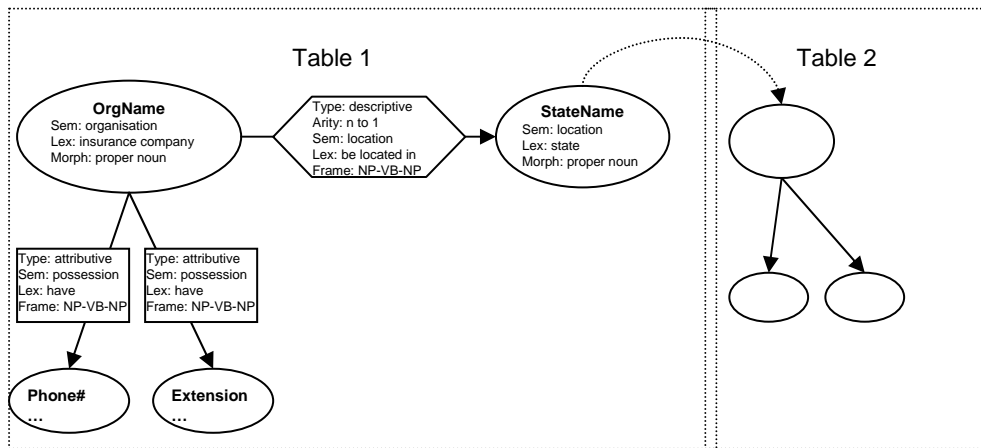 Table 1
Table 2
OrgName
Sem: organisation
Lex: insurance company
Morph: proper noun
Type: descriptive
Arity: n to 1
Sem: location
Lex: be located in
Frame: NP-VB-NP
StateName
Sem: location
Lex: state
Morph: proper noun
Type: attributive
Sem: possession
Lex: have
Frame: NP-VB-NP
Type: attributive
Sem: possession
Lex: have
Frame: NP-VB-NP
Phone#
...
Extension
...